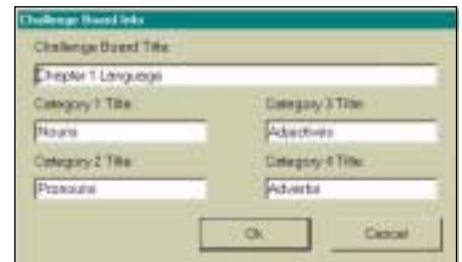 Challenge Board Info
Challenge Board Title:
Chapter 1 Language
Category 1 Title: Category 3 Title:
Nouns Adjectives
Category 2 Title: Category 4 Title:
Pronouns Adverbs
Ok Cancel